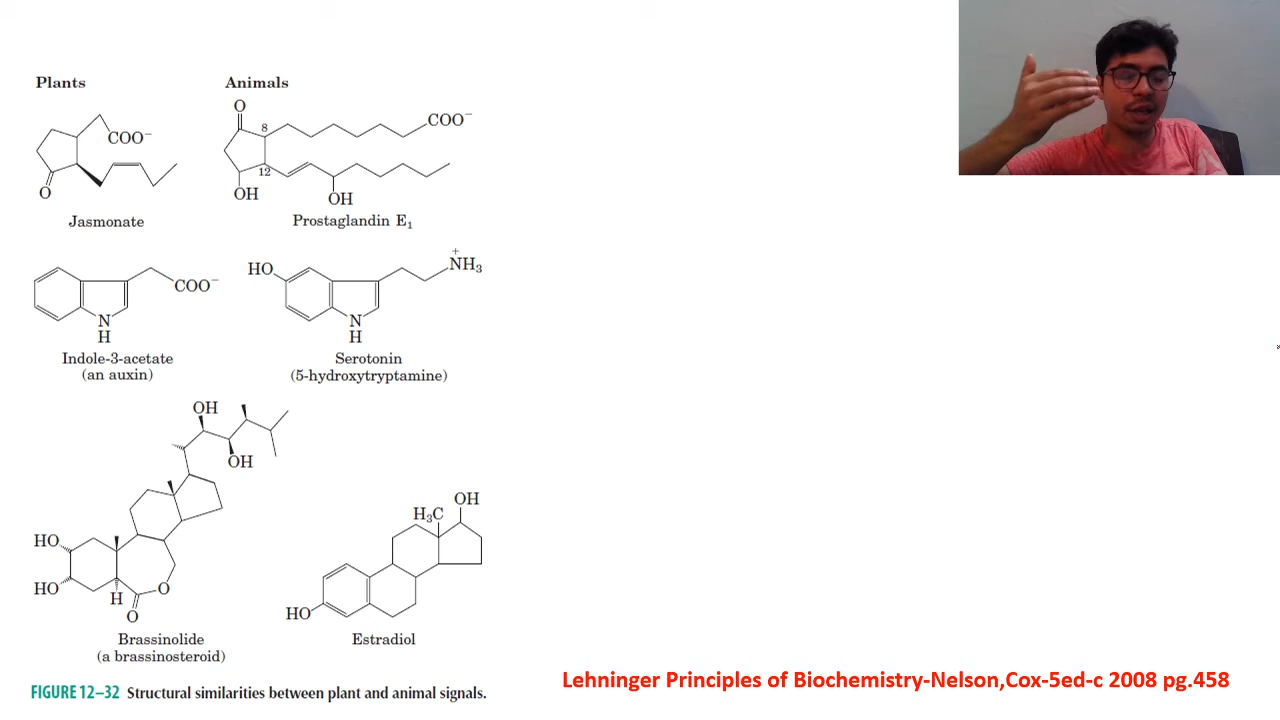 Plants
Animals
COO⁻
O
Jasmonate
O
8
12
COO⁻
OH
OH
Prostaglandin E₁
COO⁻
N
H
Indole-3-acetate
(an auxin)
HO
+
NH₃
N
H
Serotonin
(5-hydroxytryptamine)
OH
OH
HO
HO
H
O
O
Brassinolide
(a brassinosteroid)
OH
H₃C
HO
Estradiol
FIGURE 12–32 Structural similarities between plant and animal signals.
Lehninger Principles of Biochemistry-Nelson,Cox-5ed-c 2008 pg.458